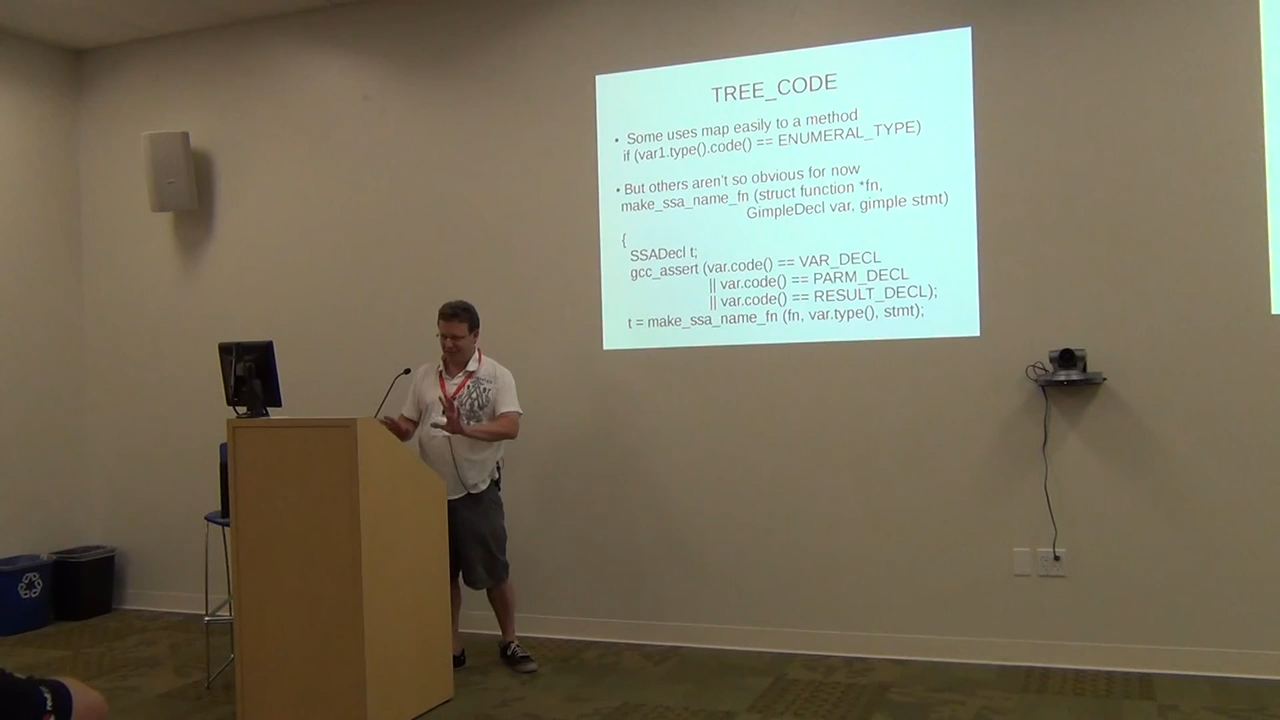 TREE_CODE
• Some uses map easily to a method
if (var1.type().code() == ENUMERAL_TYPE)
• But others aren't so obvious for now
make_ssa_name_fn (struct function *fn,
GimpleDecl var, gimple stmt)
{
SSADecl t;
gcc_assert (var.code() == VAR_DECL
|| var.code() == PARM_DECL
|| var.code() == RESULT_DECL);
t = make_ssa_name_fn (fn, var.type(), stmt);